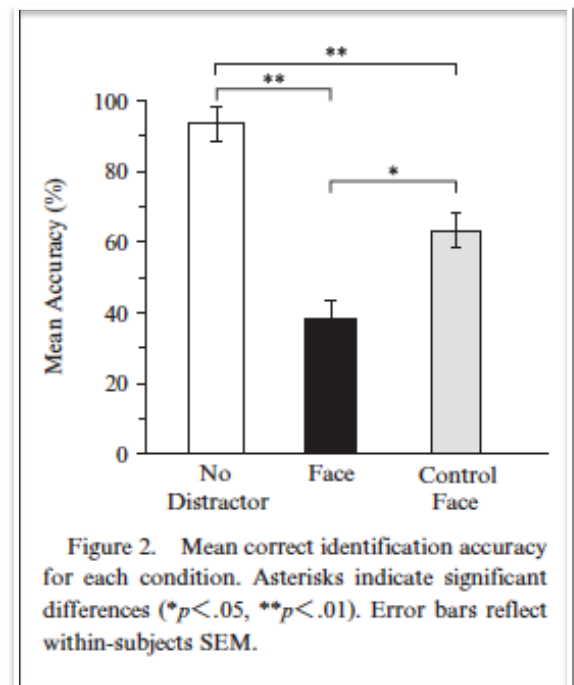 **
**
*
100
80
60
40
20
0
Mean Accuracy (%)
No Distractor
Face
Control Face
Figure 2. Mean correct identification accuracy
for each condition. Asterisks indicate significant
differences (*p<.05, **p<.01). Error bars reflect
within-subjects SEM.